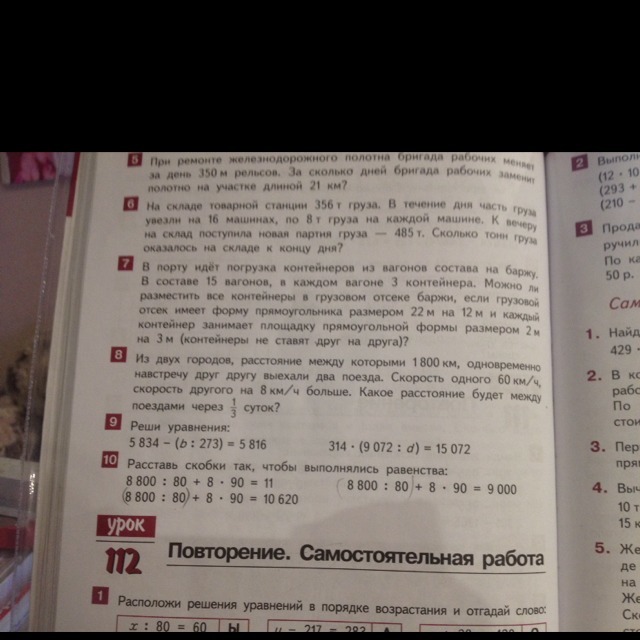 5 При ремонте железнодорожного полотна бригада рабочих меняет
за день 350 м рельсов. За сколько дней бригада рабочих заменит
полотно на участке длиной 21 км?
6 На складе товарной станции 356 т груза. В течение дня часть груза
увезли на 16 машинах, по 8 т груза на каждой машине. К вечеру
на склад поступила новая партия груза — 485 т. Сколько тонн груза
оказалось на складе к концу дня?
7 В порту идёт погрузка контейнеров из вагонов состава на баржу.
В составе 15 вагонов, в каждом вагоне 3 контейнера. Можно ли
разместить все контейнеры в грузовом отсеке баржи, если грузовой
отсек имеет форму прямоугольника размером 22 м на 12 м и каждый
контейнер занимает площадку прямоугольной формы размером 2 м
на 3 м (контейнеры не ставят друг на друга)?
8 Из двух городов, расстояние между которыми 1 800 км, одновременно
навстречу друг другу выехали два поезда. Скорость одного 60 км/ч,
скорость другого на 8 км/ч больше. Какое расстояние будет между
поездами через 1/3 суток?
9 Реши уравнения:
5 834 − (b : 273) = 5 816 314 · (9 072 : d) = 15 072
10 Расставь скобки так, чтобы выполнялись равенства:
8 800 : 80 + 8 · 90 = 11 (8 800 : 80) + 8 · 90 = 9 000
(8 800 : 80) + 8 · 90 = 10 620
урок
112 Повторение. Самостоятельная работа
1 Расположи решения уравнений в порядке возрастания и отгадай слово:
x : 80 = 60 Ы
2
(12 · 10
(293 +
(210 −
3 Прода
ручил
По ка
50 р.
Сам
1. Найд
429
2. В к
рабо
По
стои
3. Пер
прям
4. Выч
10 т
15 к
5. Же
де
на
Же
Ско